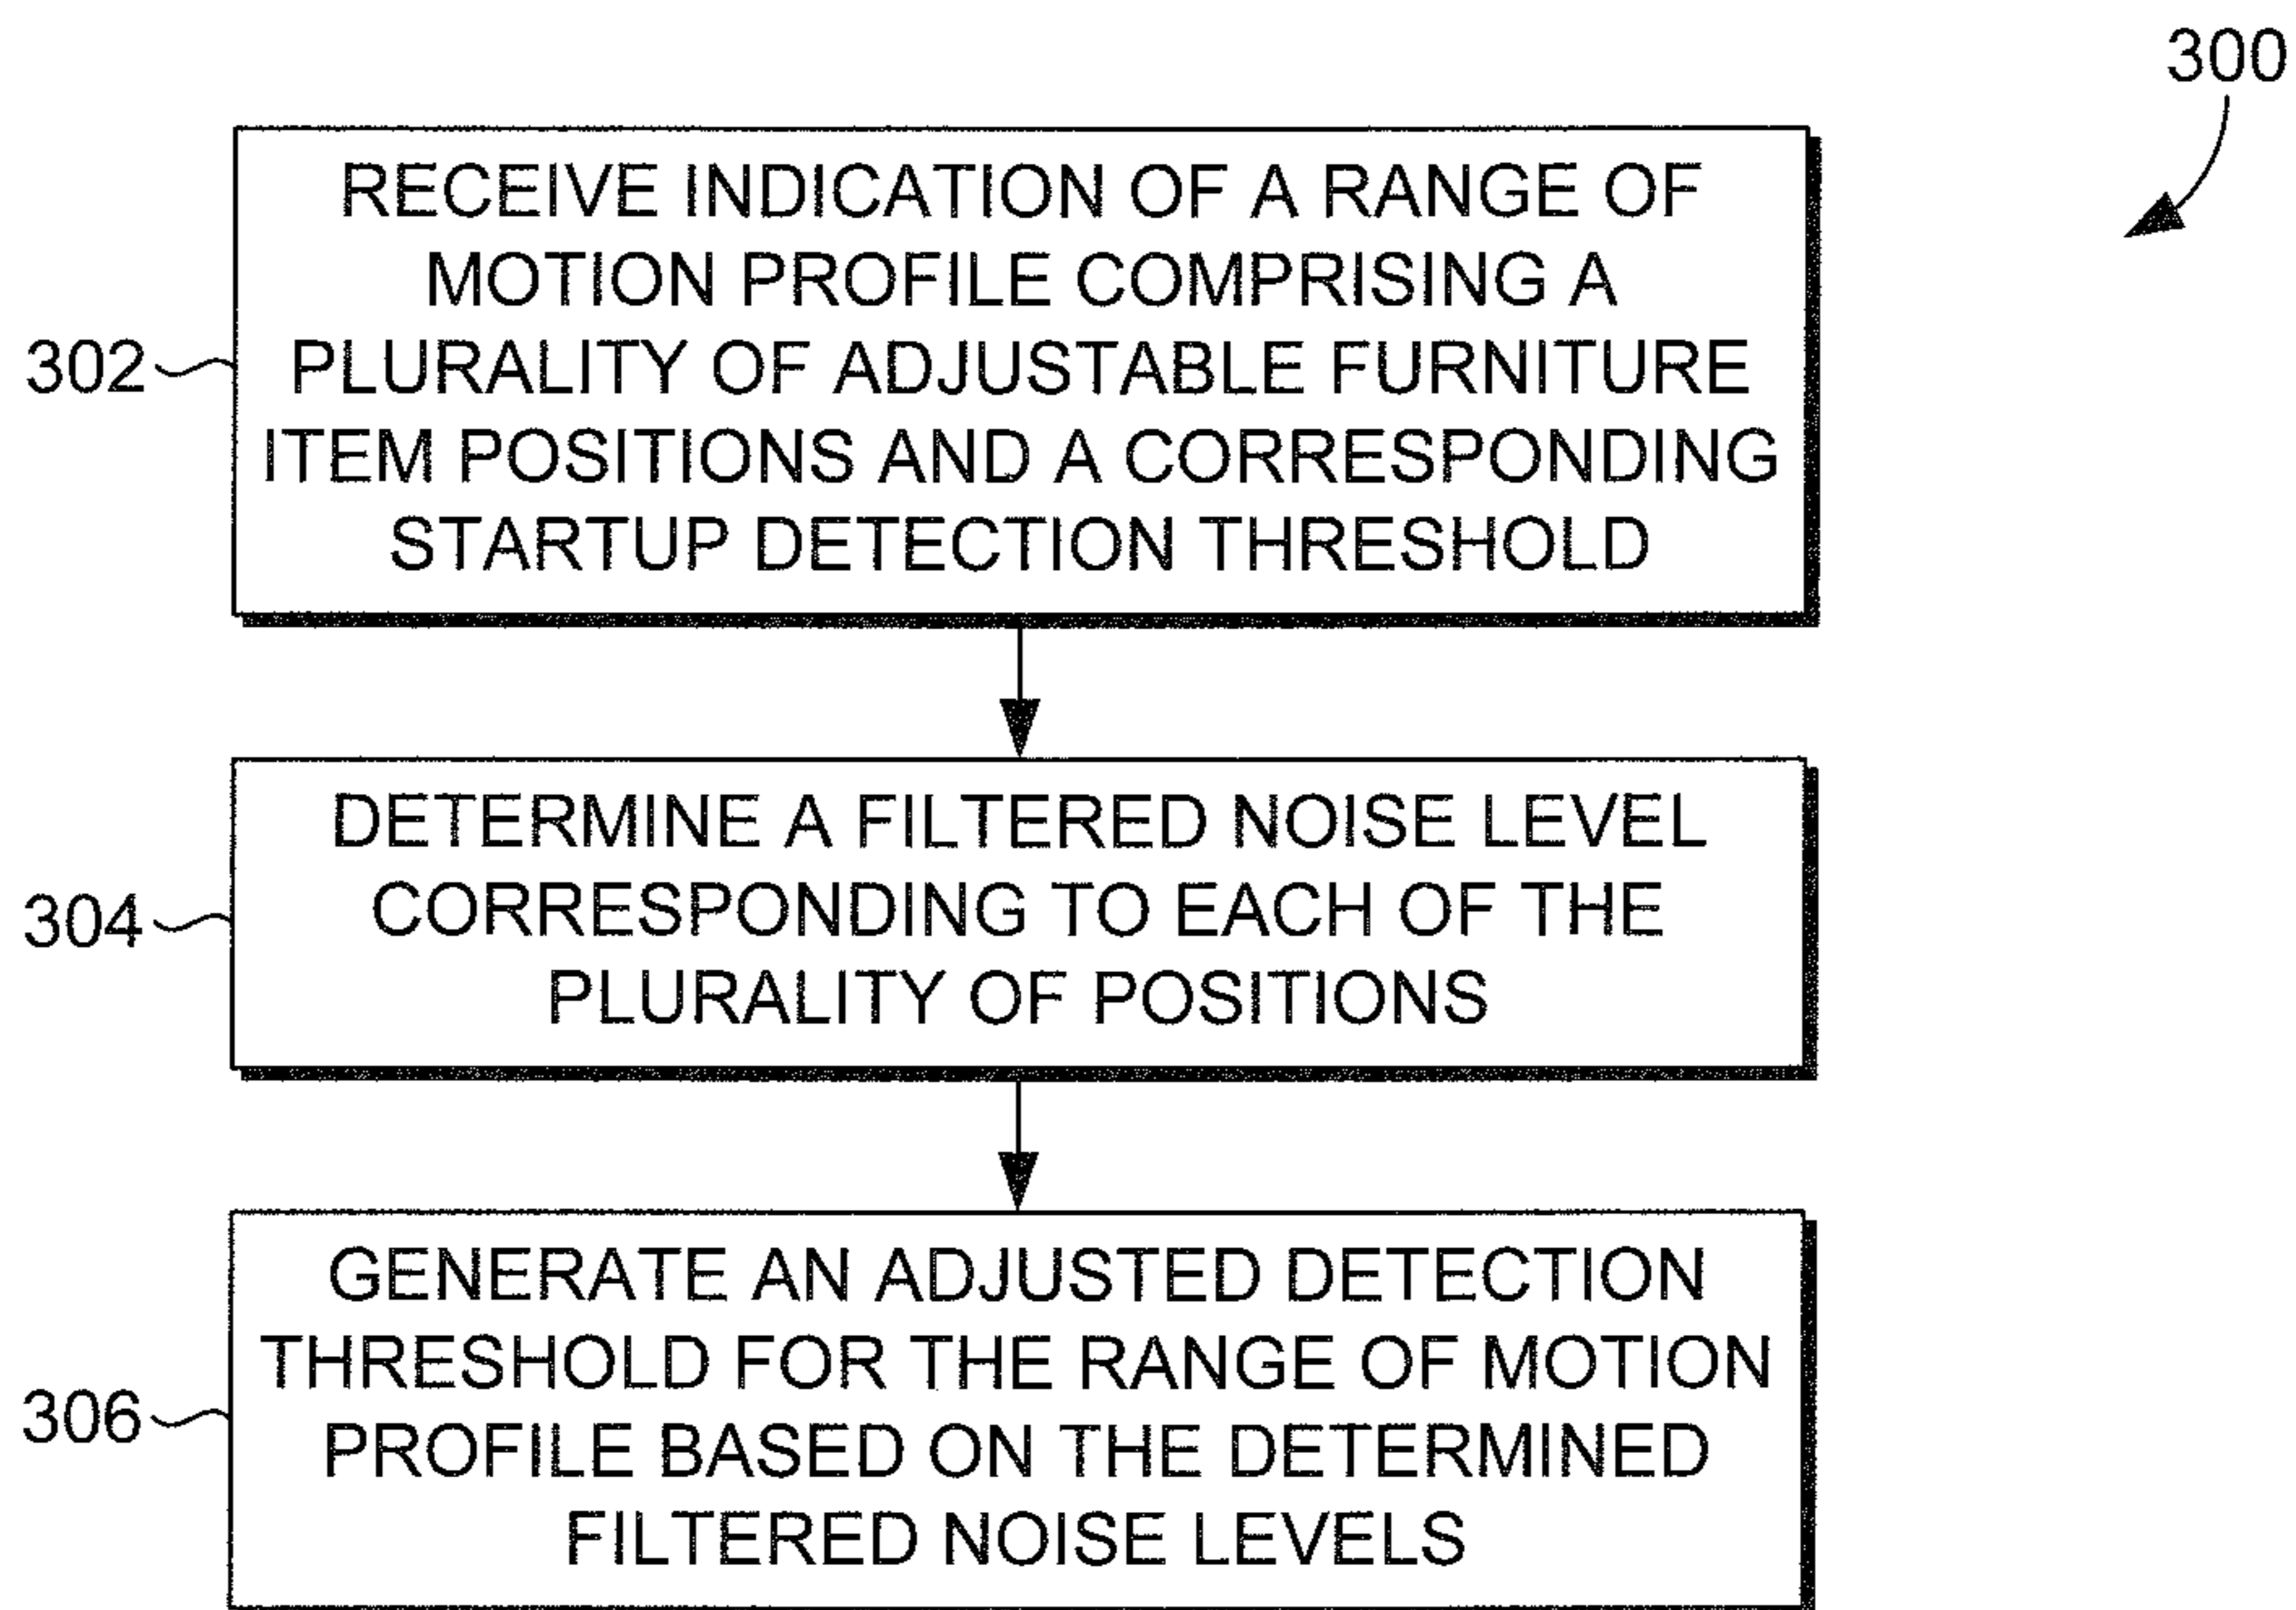 300
RECEIVE INDICATION OF A RANGE OF
MOTION PROFILE COMPRISING A
PLURALITY OF ADJUSTABLE FURNITURE
ITEM POSITIONS AND A CORRESPONDING
STARTUP DETECTION THRESHOLD
302
DETERMINE A FILTERED NOISE LEVEL
CORRESPONDING TO EACH OF THE
PLURALITY OF POSITIONS
304
GENERATE AN ADJUSTED DETECTION
THRESHOLD FOR THE RANGE OF MOTION
PROFILE BASED ON THE DETERMINED
FILTERED NOISE LEVELS
306